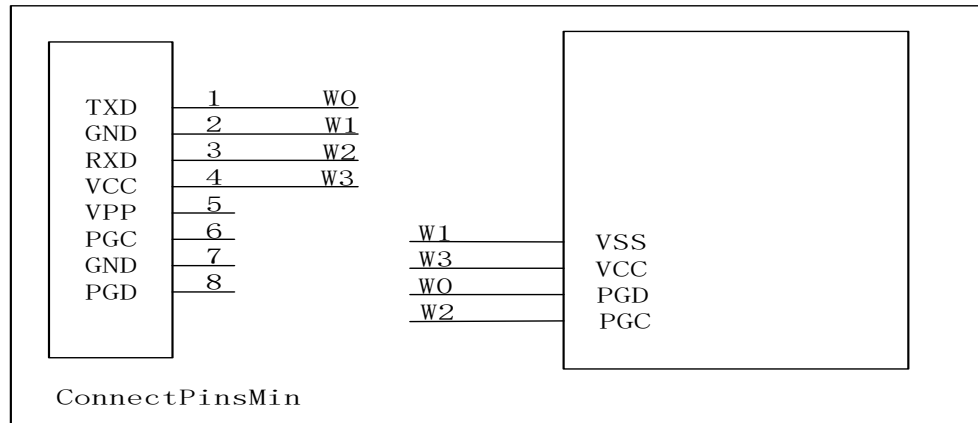 TXD 1 W0
GND 2 W1
RXD 3 W2
VCC 4 W3
VPP 5
PGC 6
GND 7
PGD 8
W1 VSS
W3 VCC
W0 PGD
W2 PGC
ConnectPinsMin